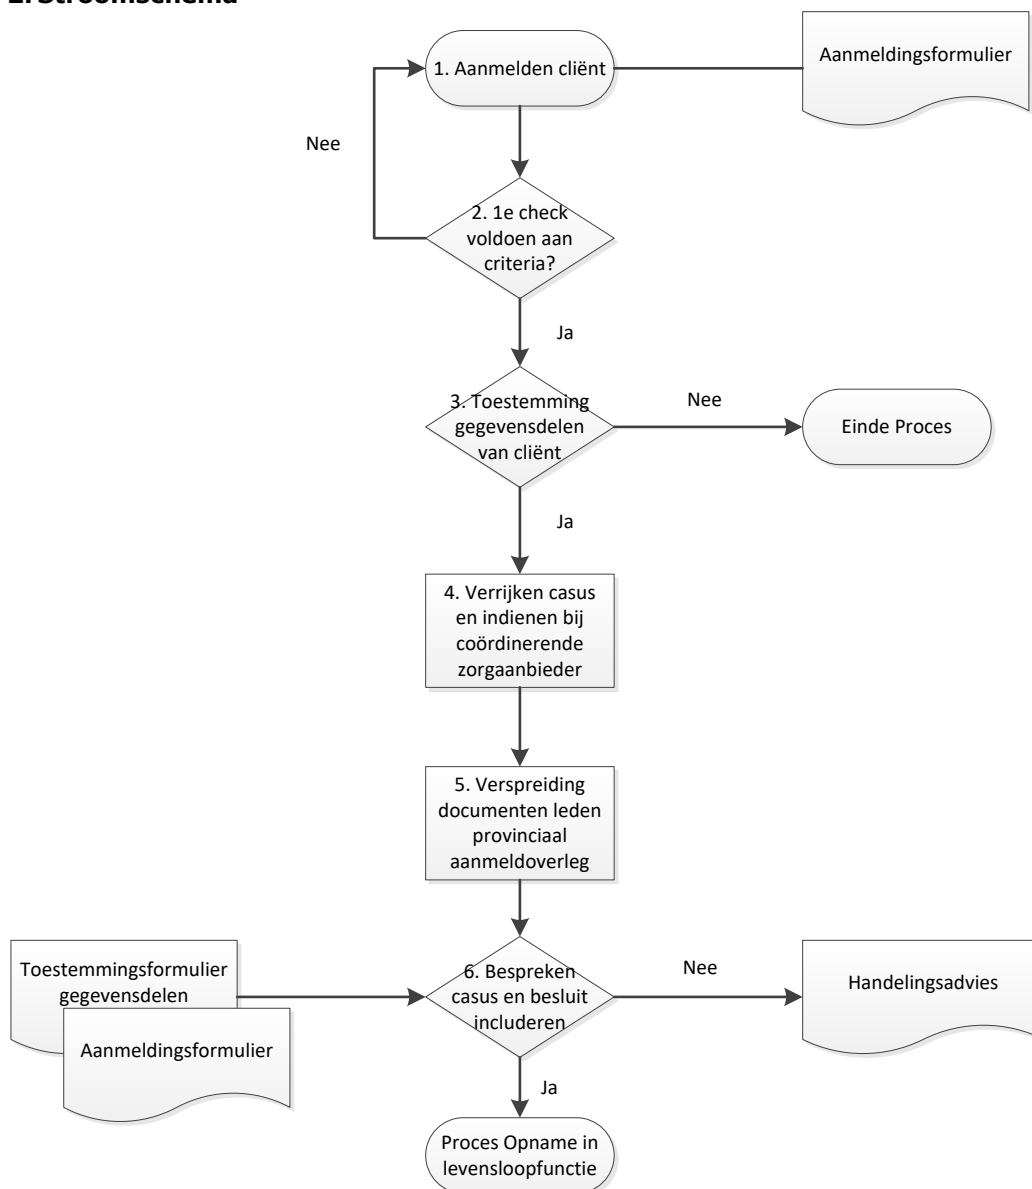 2. Stroomschema
1. Aanmelden cliënt
Aanmeldingsformulier
Nee
2. 1e check
voldoen aan
criteria?
Ja
3. Toestemming
gegevensdelen
van cliënt
Nee
Einde Proces
Ja
4. Verrijken casus
en indienen bij
coördinerende
zorgaanbieder
5. Verspreiding
documenten leden
provinciaal
aanmeldoverleg
Toestemmingsformulier
gegevensdelen
Aanmeldingsformulier
6. Bespreken
casus en besluit
includeren
Nee
Handelingsadvies
Ja
Proces Opname in
levensloopfunctie